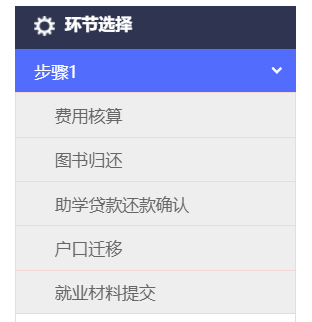 环节选择
步骤1
费用核算
图书归还
助学贷款还款确认
户口迁移
就业材料提交